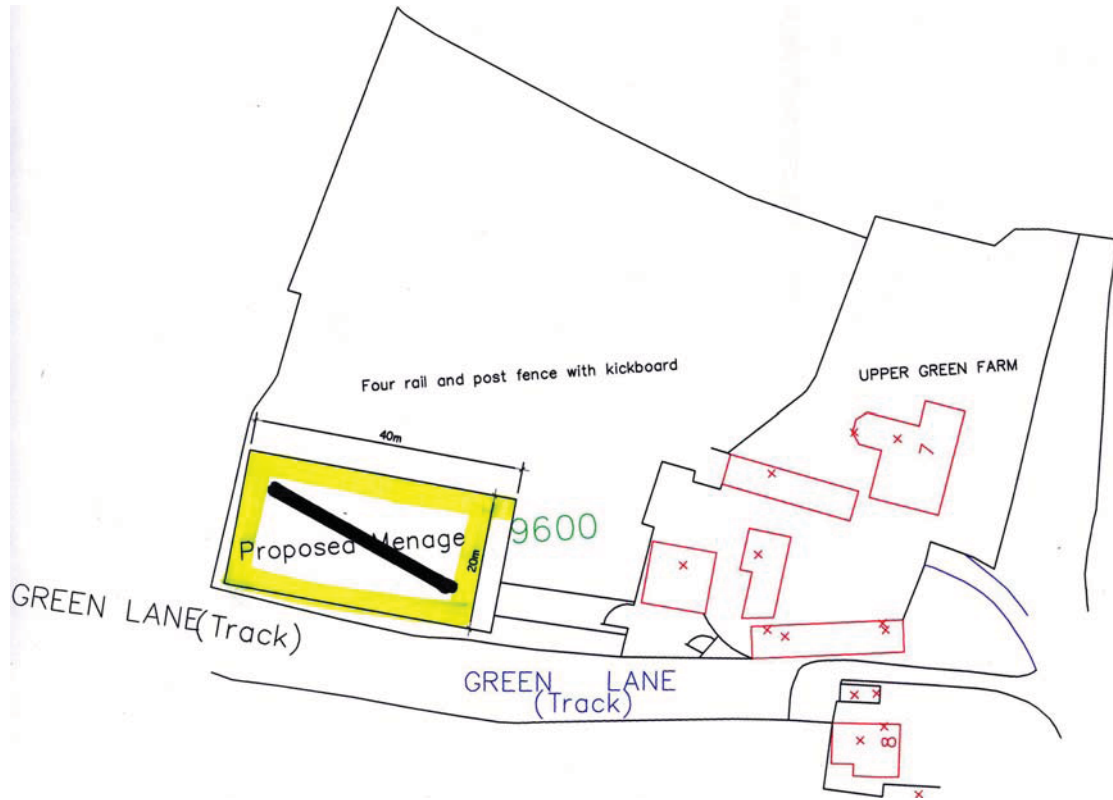 Four rail and post fence with kickboard
UPPER GREEN FARM
40m
7
9600
Proposed Menage
20m
GREEN LANE(Track)
GREEN LANE
(Track)
8